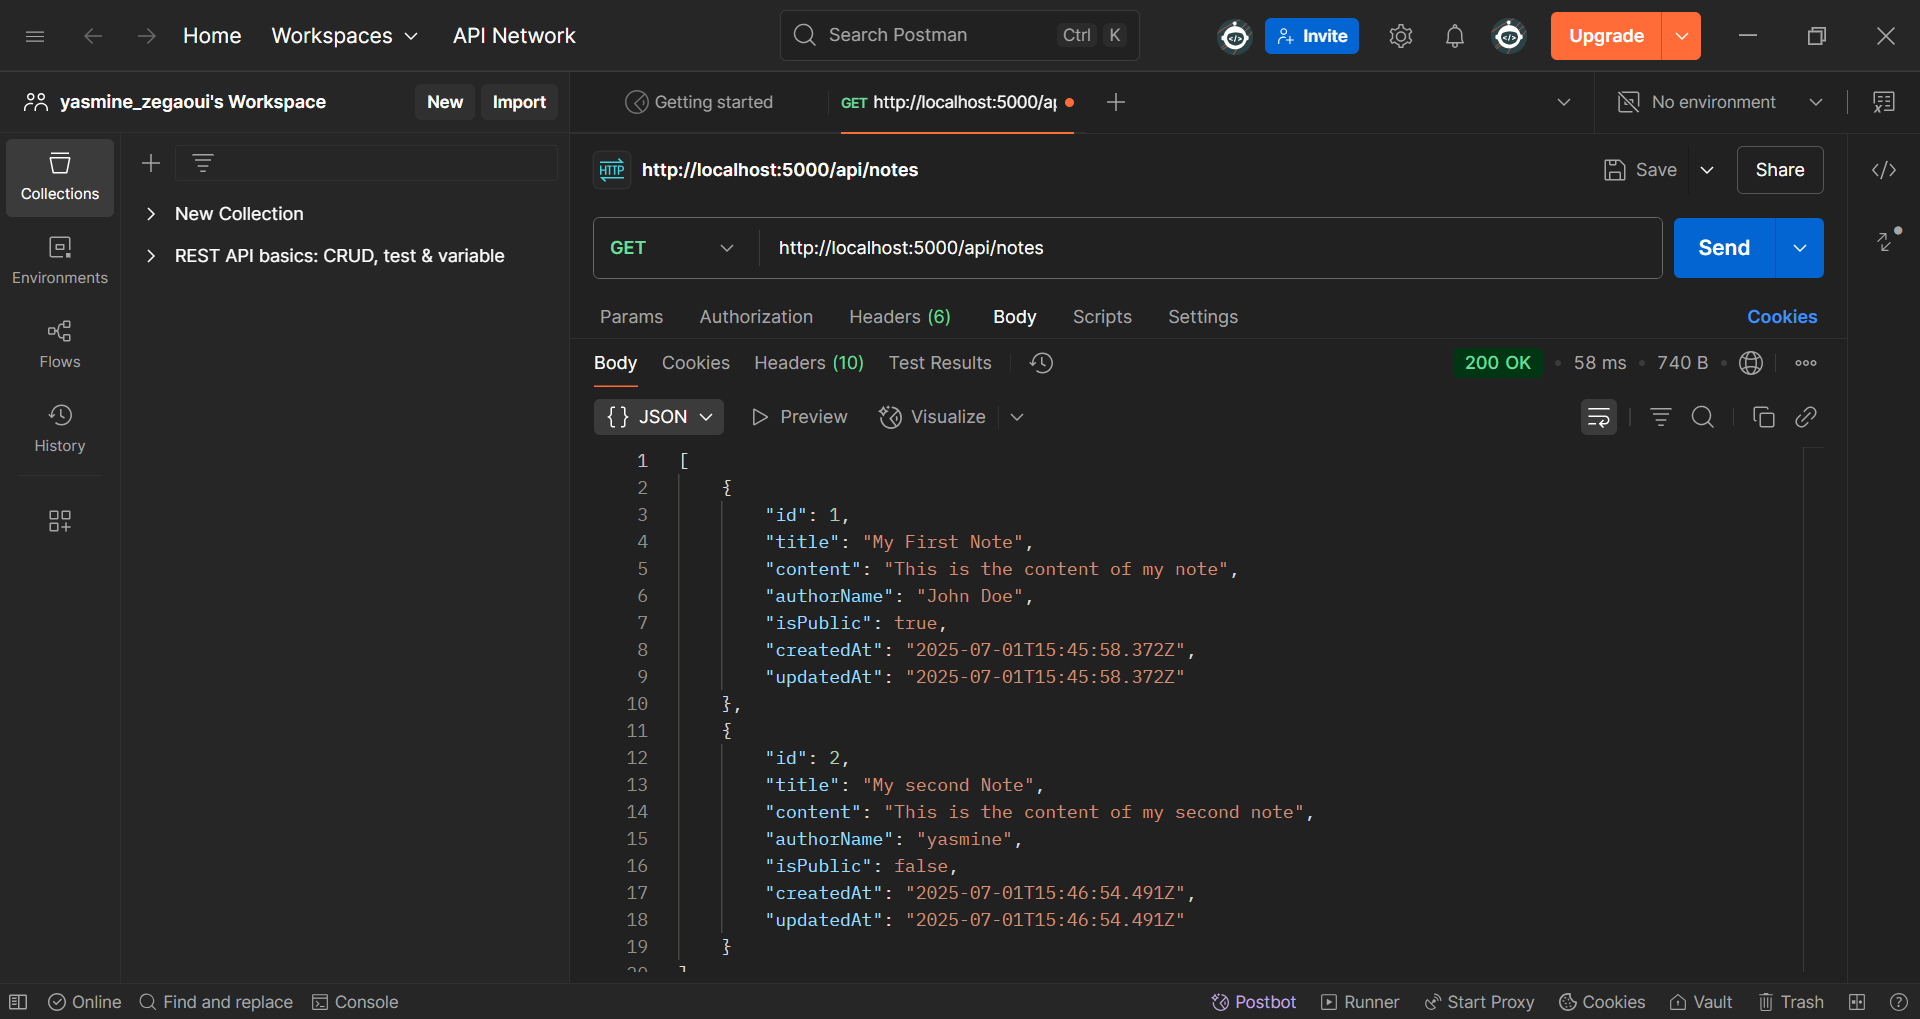 Home Workspaces API Network Search Postman Ctrl K Invite Upgrade
yasmine_zegaoui's Workspace New Import Getting started GET http://localhost:5000/ap No environment
Collections
Environments
Flows
History
New Collection
REST API basics: CRUD, test & variable
HTTP http://localhost:5000/api/notes Save Share
GET http://localhost:5000/api/notes Send
Params Authorization Headers (6) Body Scripts Settings Cookies
Body Cookies Headers (10) Test Results 200 OK 58 ms 740 B
{} JSON Preview Visualize
1 [
2 {
3 "id": 1,
4 "title": "My First Note",
5 "content": "This is the content of my note",
6 "authorName": "John Doe",
7 "isPublic": true,
8 "createdAt": "2025-07-01T15:45:58.372Z",
9 "updatedAt": "2025-07-01T15:45:58.372Z"
10 },
11 {
12 "id": 2,
13 "title": "My second Note",
14 "content": "This is the content of my second note",
15 "authorName": "yasmine",
16 "isPublic": false,
17 "createdAt": "2025-07-01T15:46:54.491Z",
18 "updatedAt": "2025-07-01T15:46:54.491Z"
19 }
20 ]
Online Find and replace Console Postbot Runner Start Proxy Cookies Vault Trash